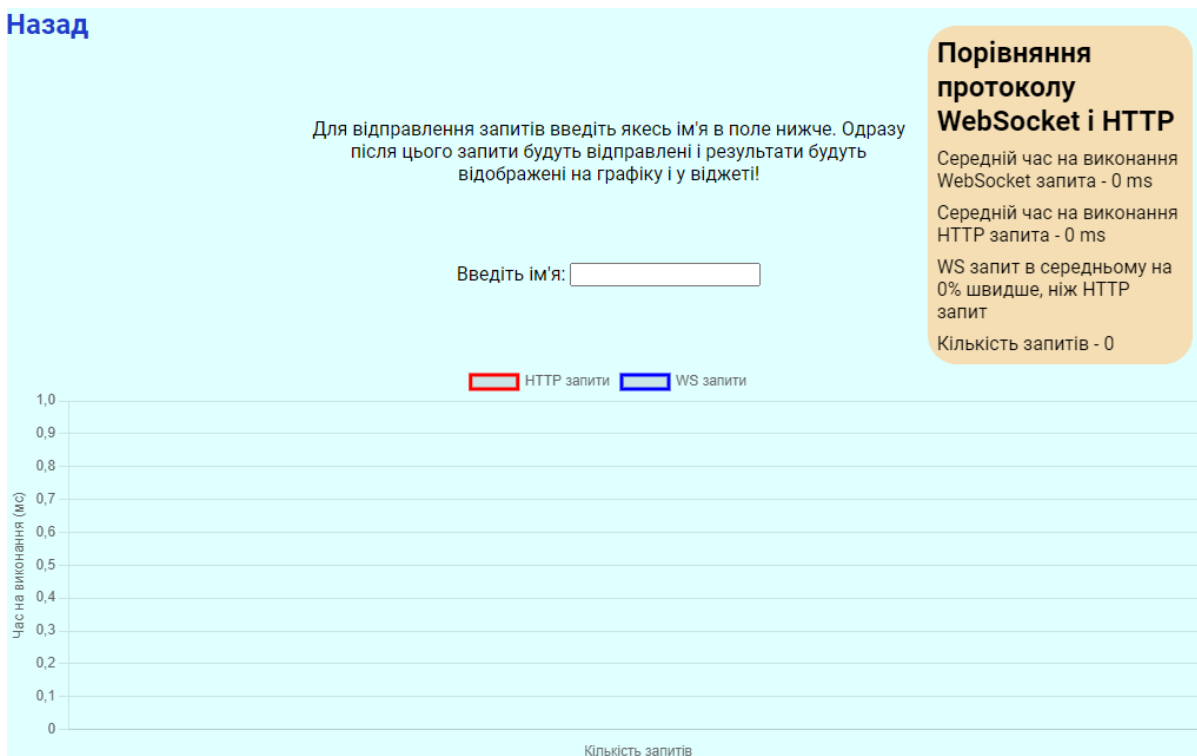 Назад
Порівняння
протоколу
WebSocket і HTTP
Середній час на виконання
WebSocket запита - 0 ms
Середній час на виконання
HTTP запита - 0 ms
WS запит в середньому на
0% швидше, ніж HTTP
запит
Кількість запитів - 0
Для відправлення запитів введіть якесь ім'я в поле нижче. Одразу
після цього запити будуть відправлені і результати будуть
відображені на графіку і у віджеті!
Введіть ім'я:
HTTP запити WS запити
1,0
0,9
0,8
0,7
0,6
0,5
0,4
0,3
0,2
0,1
0
Час на виконання (мс)
Кількість запитів